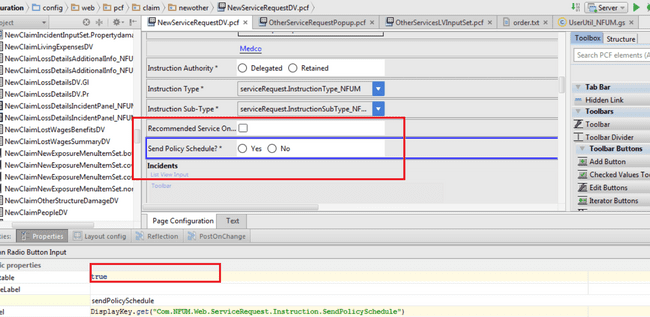 uration
config
web
pcf
claim
newother
NewServiceRequestDV.pcf
Server
NewClaimIncidentInputSet.Propertydama
NewClaimLivingExpensesDV
NewClaimLossDetailsAdditionalInfo_NFUM
NewClaimLossDetailsAdditionalInfo_NFUM
NewClaimLossDetailsDV.Gl
NewClaimLossDetailsDV.Pr
NewClaimLossDetailsIncidentPanel_NFUM
NewClaimLossDetailsIncidentPanel_NFUM
NewClaimLostWagesBenefitsDV
NewClaimLostWagesSummaryDV
NewClaimNewExposureMenuItemSet.bo
NewClaimNewExposureMenuItemSet.co
NewClaimNewExposureMenuItemSet.co
NewClaimNewExposureMenuItemSet.nor
NewClaimOtherStructureDamageDV
NewClaimPeopleDV
NewServiceRequestDV.pcf
OtherServiceRequestPopup.pcf
OtherServicesLVInputSet.pcf
order.txt
UserUtil_NFUM.gs
Medco
Instruction Authority *
Delegated
Retained
Instruction Type *
serviceRequest.InstructionType_NFUM
Instruction Sub-Type *
serviceRequest.InstructionSubType_NF...
Recommended Service On...
Send Policy Schedule? *
Yes
No
Incidents
List View Input
Toolbar
Page Configuration
Text
Toolbox
Structure
Search PCF elements
Tab Bar
Hidden Link
Toolbars
Toolbar
Toolbar Divider
Toolbar Buttons
Add Button
Checked Values To
Edit Buttons
Iterator Buttons
ties:
Properties
Layout config
Reflection
PostOnChange
n Radio Button Input
ic properties
table
true
eLabel
sendPolicySchedule
el
DisplayKey.get("Com.NFUM.Web.ServiceRequest.Instruction.SendPolicySchedule")